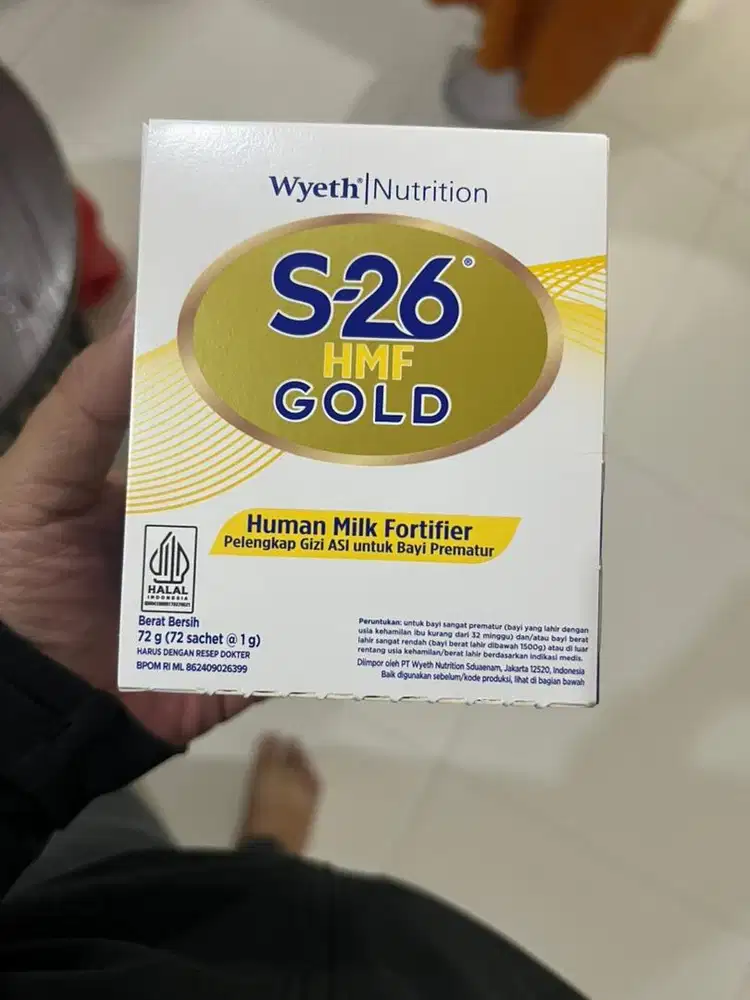 Wyeth® | Nutrition
S-26®
HMF
GOLD
Human Milk Fortifier
Pelengkap Gizi ASI untuk Bayi Prematur
HALAL
INDONESIA
Berat Bersih
72 g (72 sachet @ 1 g)
HARUS DENGAN RESEP DOKTER
BPOM RI ML 862409026399
Peruntukan: untuk bayi sangat prematur (bayi yang lahir dengan
usia kehamilan ibu kurang dari 32 minggu) dan/atau bayi berat
lahir sangat rendah (bayi berat lahir dibawah 1500g) atau di luar
rentang usia kehamilan/berat lahir berdasarkan indikasi medis.
Diimpor oleh PT Wyeth Nutrition Sduaenam, Jakarta 12520, Indonesia
Baik digunakan sebelum/kode produksi, lihat di bagian bawah